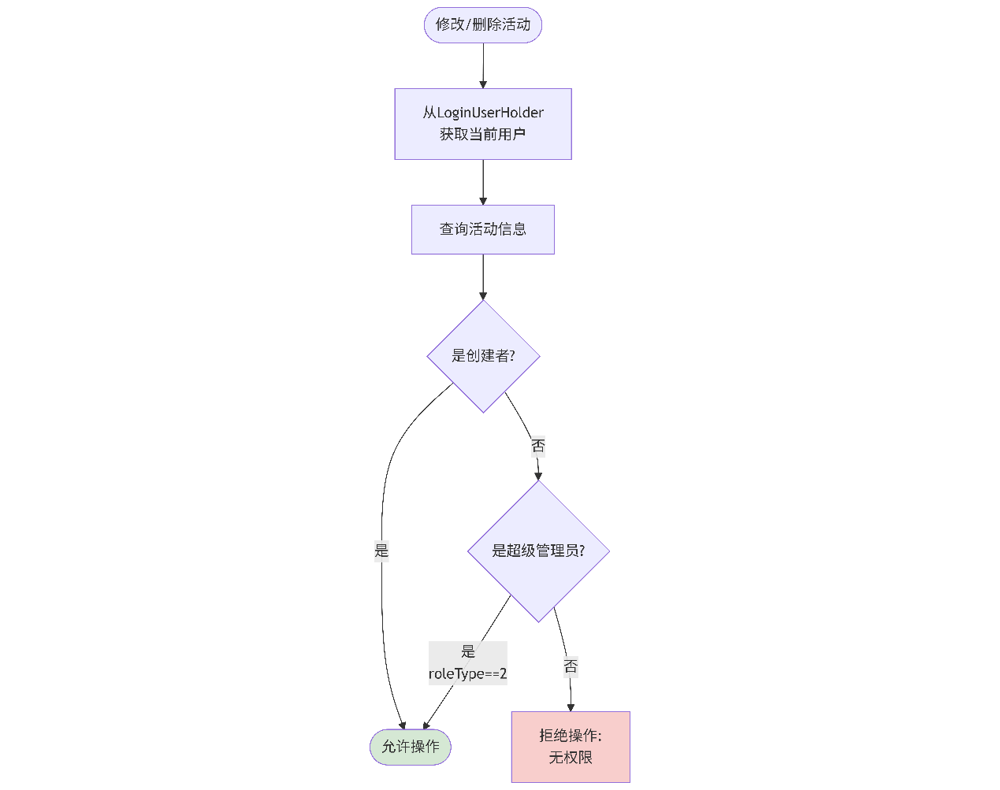 修改/删除活动
从LoginUserHolder
获取当前用户
查询活动信息
是创建者?
否
是
是超级管理员?
是
roleType==2
否
允许操作
拒绝操作:
无权限